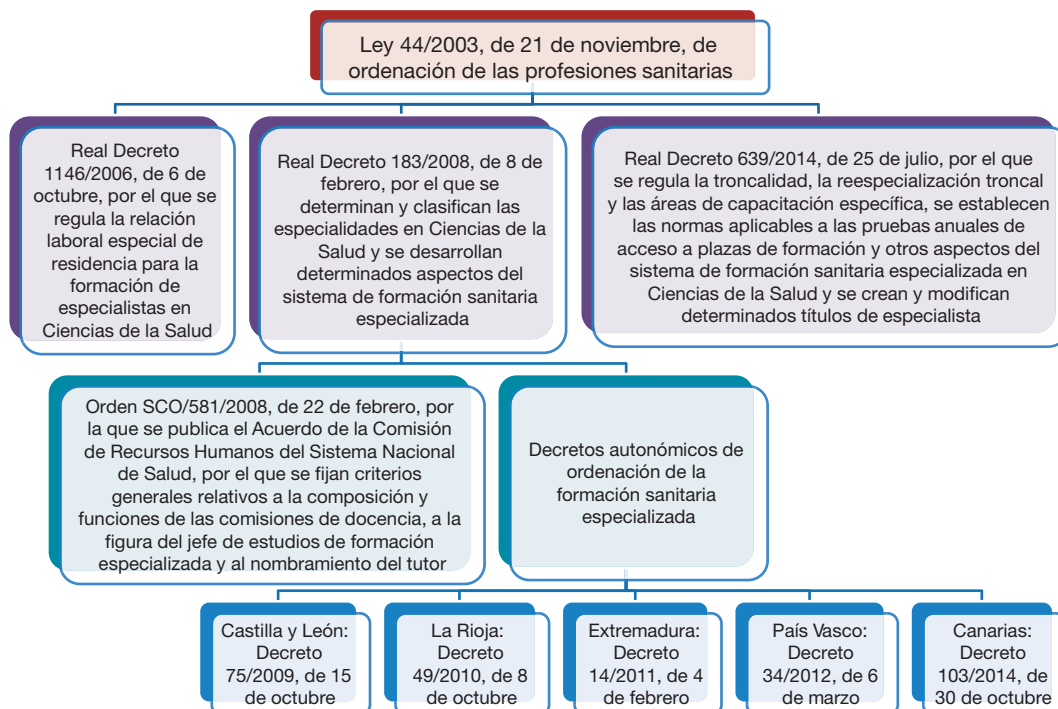 Ley 44/2003, de 21 de noviembre, de
ordenación de las profesiones sanitarias
Real Decreto
1146/2006, de 6 de
octubre, por el que se
regula la relación
laboral especial de
residencia para la
formación de
especialistas en
Ciencias de la Salud
Real Decreto 183/2008, de 8 de
febrero, por el que se
determinan y clasifican las
especialidades en Ciencias de la
Salud y se desarrollan
determinados aspectos del
sistema de formación sanitaria
especializada
Real Decreto 639/2014, de 25 de julio, por el que
se regula la troncalidad, la reespecialización troncal
y las áreas de capacitación específica, se establecen
las normas aplicables a las pruebas anuales de
acceso a plazas de formación y otros aspectos del
sistema de formación sanitaria especializada en
Ciencias de la Salud y se crean y modifican
determinados títulos de especialista
Orden SCO/581/2008, de 22 de febrero, por
la que se publica el Acuerdo de la Comisión
de Recursos Humanos del Sistema Nacional
de Salud, por el que se fijan criterios
generales relativos a la composición y
funciones de las comisiones de docencia, a la
figura del jefe de estudios de formación
especializada y al nombramiento del tutor
Decretos autonómicos de
ordenación de la
formación sanitaria
especializada
Castilla y León:
Decreto
75/2009, de 15
de octubre
La Rioja:
Decreto
49/2010, de 8
de octubre
Extremadura:
Decreto
14/2011, de 4
de febrero
País Vasco:
Decreto
34/2012, de 6
de marzo
Canarias:
Decreto
103/2014, de
30 de octubre